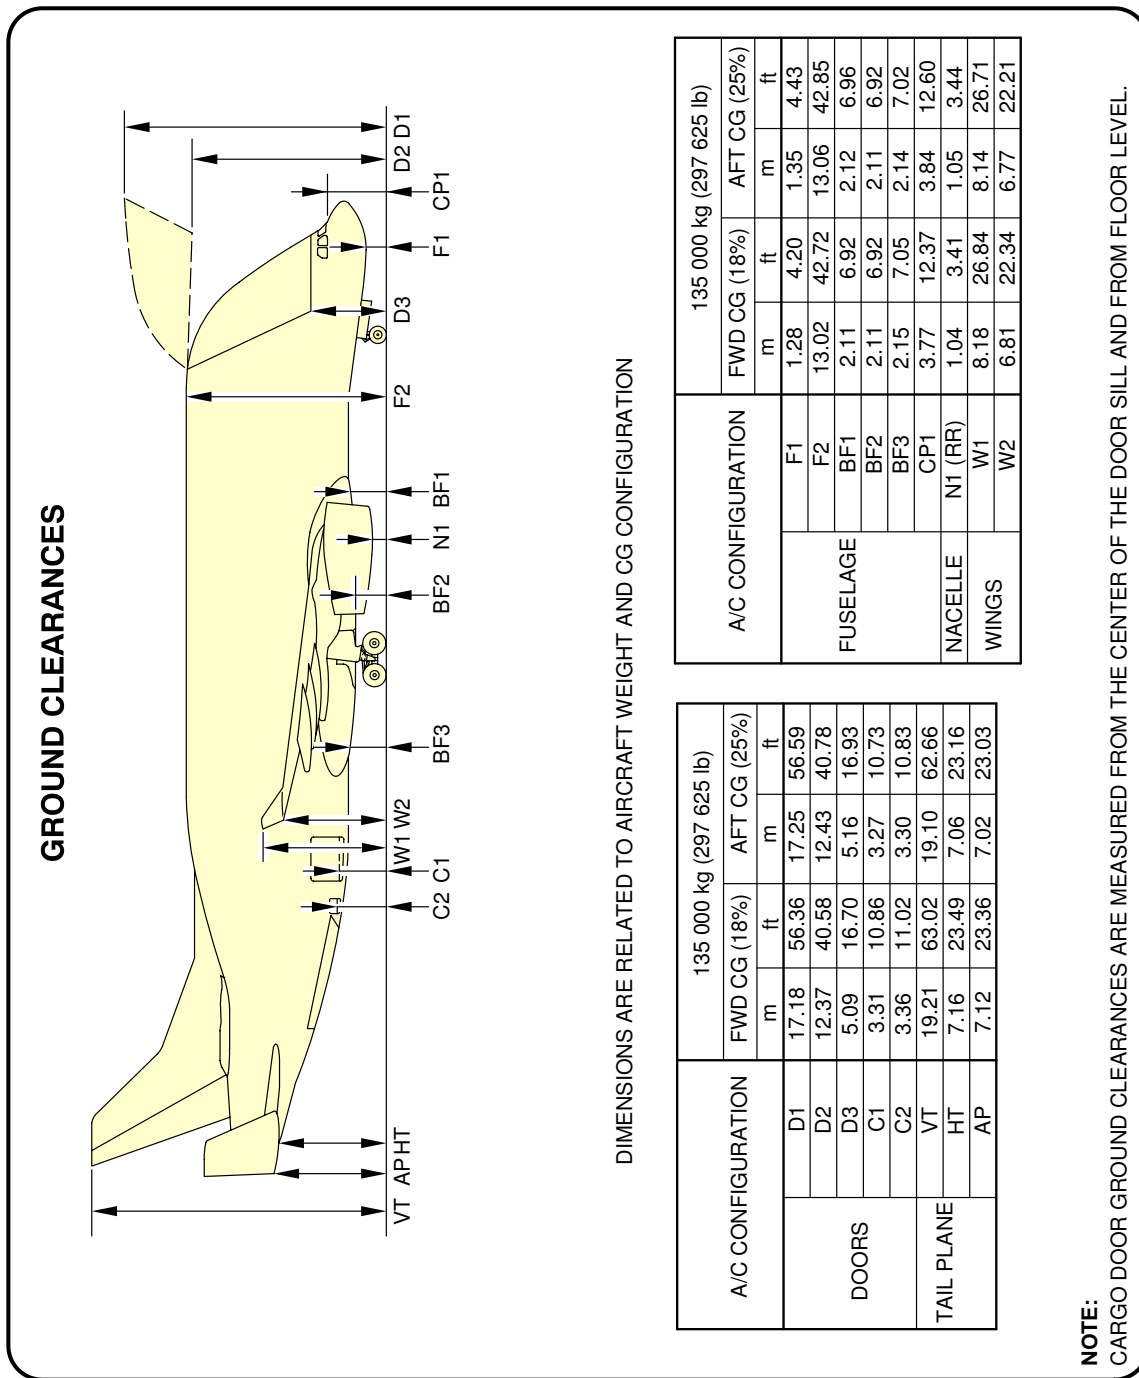 GROUND CLEARANCES
VT AP HT C2 C1 W1 W2 BF3 BF2 N1 BF1 F2 D3 F1 CP1 D2 D1
DIMENSIONS ARE RELATED TO AIRCRAFT WEIGHT AND CG CONFIGURATION
A/C CONFIGURATION 135 000 kg (297 625 lb)
FWD CG (18%) AFT CG (25%)
m ft m ft
DOORS D1 17.18 56.36 17.25 56.59
D2 12.37 40.58 12.43 40.78
D3 5.09 16.70 5.16 16.93
C1 3.31 10.86 3.27 10.73
C2 3.36 11.02 3.30 10.83
TAIL PLANE VT 19.21 63.02 19.10 62.66
HT 7.16 23.49 7.06 23.16
AP 7.12 23.36 7.02 23.03
A/C CONFIGURATION 135 000 kg (297 625 lb)
FWD CG (18%) AFT CG (25%)
m ft m ft
FUSELAGE F1 1.28 4.20 1.35 4.43
F2 13.02 42.72 13.06 42.85
BF1 2.11 6.92 2.12 6.96
BF2 2.11 6.92 2.11 6.92
BF3 2.15 7.05 2.14 7.02
CP1 3.77 12.37 3.84 12.60
NACELLE N1 (RR) 1.04 3.41 1.05 3.44
WINGS W1 8.18 26.84 8.14 26.71
W2 6.81 22.34 6.77 22.21
NOTE:
CARGO DOOR GROUND CLEARANCES ARE MEASURED FROM THE CENTER OF THE DOOR SILL AND FROM FLOOR LEVEL.